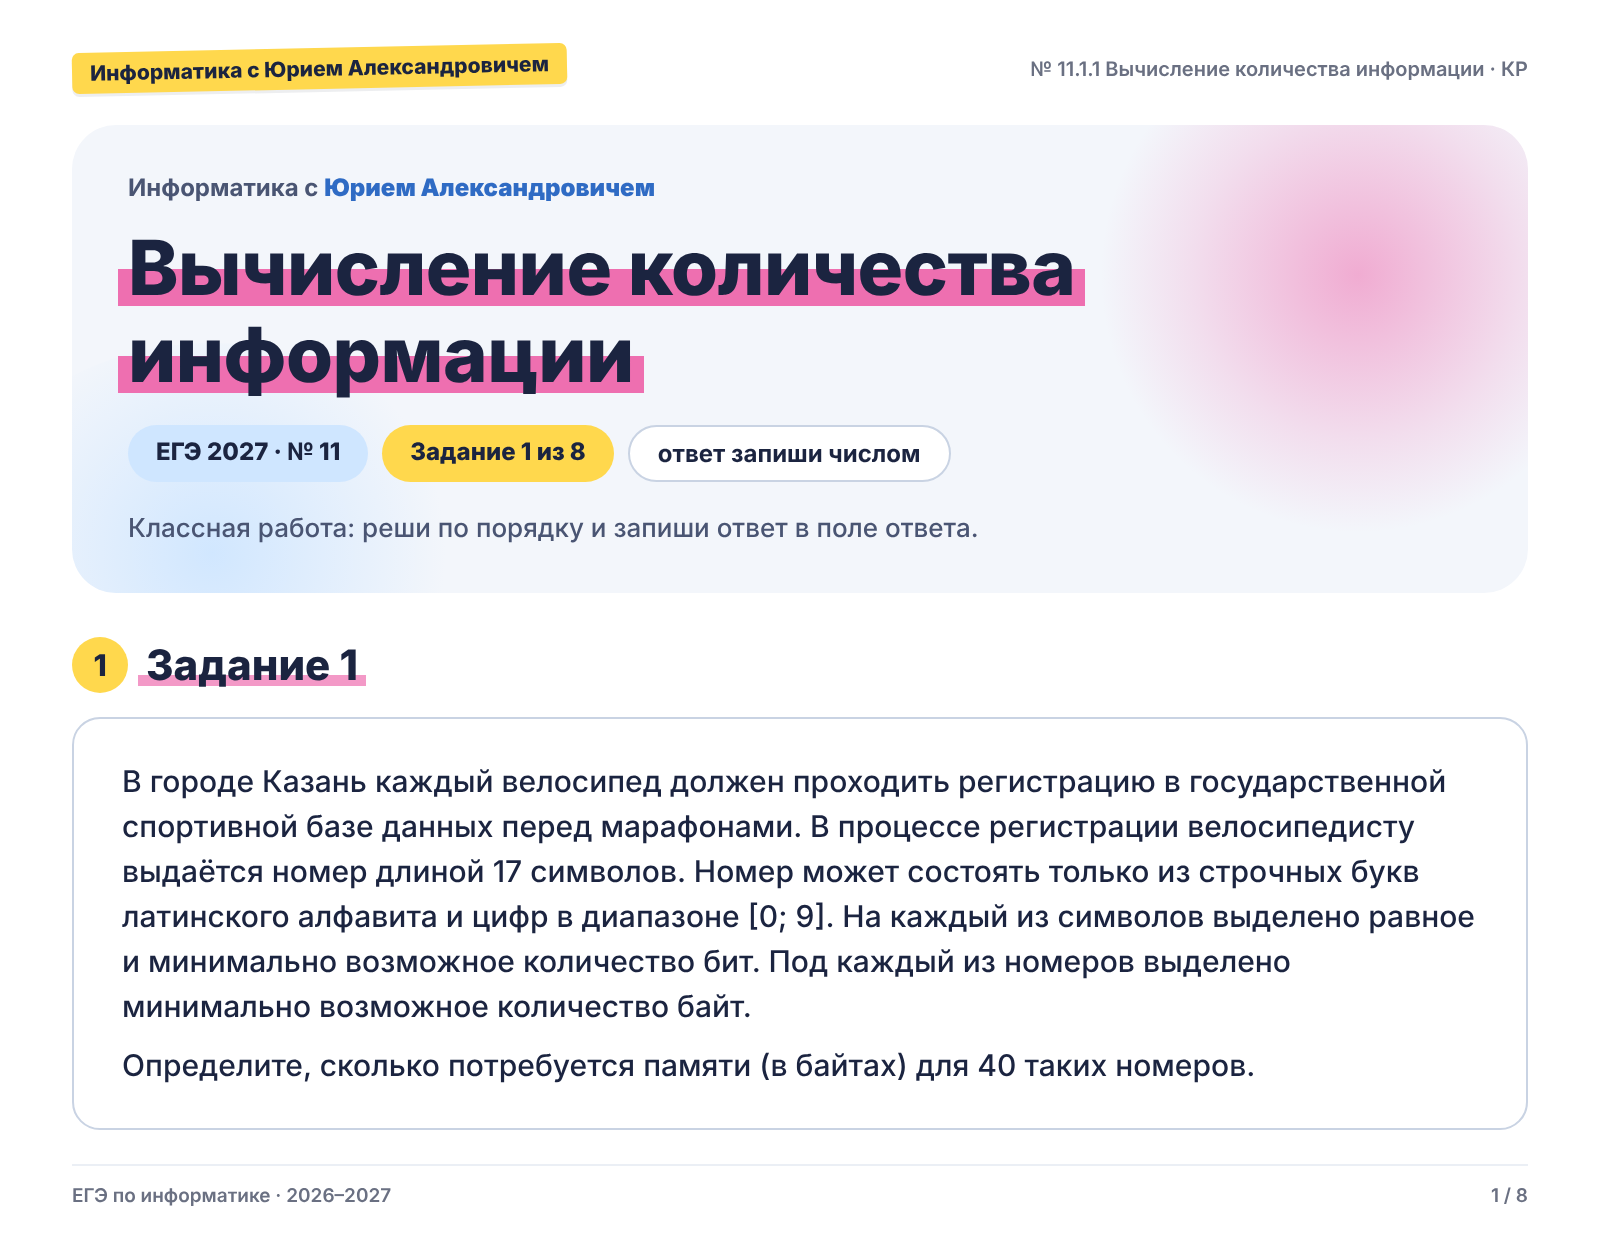 Информатика с Юрием Александровичем
№ 11.1.1 Вычисление количества информации · КР
Информатика с Юрием Александровичем
Вычисление количества
информации
ЕГЭ 2027 · № 11
Задание 1 из 8
ответ запиши числом
Классная работа: реши по порядку и запиши ответ в поле ответа.
1
Задание 1
В городе Казань каждый велосипед должен проходить регистрацию в государственной
спортивной базе данных перед марафонами. В процессе регистрации велосипедисту
выдаётся номер длиной 17 символов. Номер может состоять только из строчных букв
латинского алфавита и цифр в диапазоне [0; 9]. На каждый из символов выделено равное
и минимально возможное количество бит. Под каждый из номеров выделено
минимально возможное количество байт.
Определите, сколько потребуется памяти (в байтах) для 40 таких номеров.
ЕГЭ по информатике · 2026–2027
1 / 8